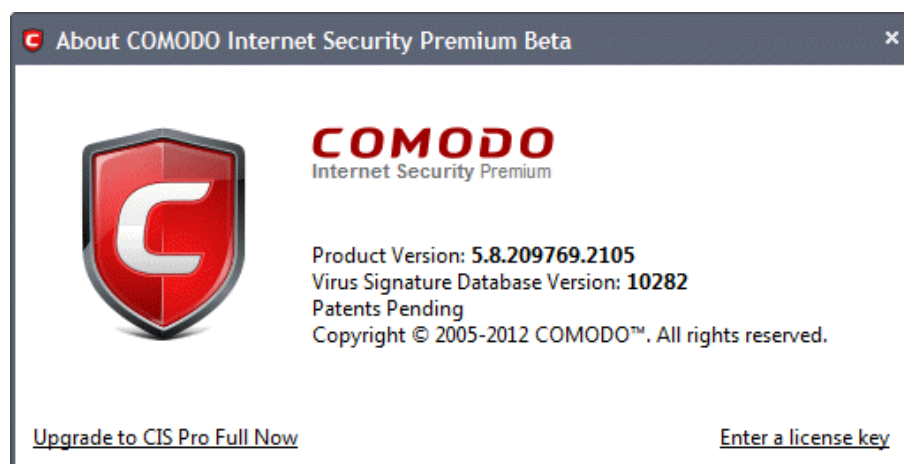 About COMODO Internet Security Premium Beta
COMODO
Internet Security Premium
Product Version: 5.8.209769.2105
Virus Signature Database Version: 10282
Patents Pending
Copyright © 2005-2012 COMODO™. All rights reserved.
Upgrade to CIS Pro Full Now
Enter a license key